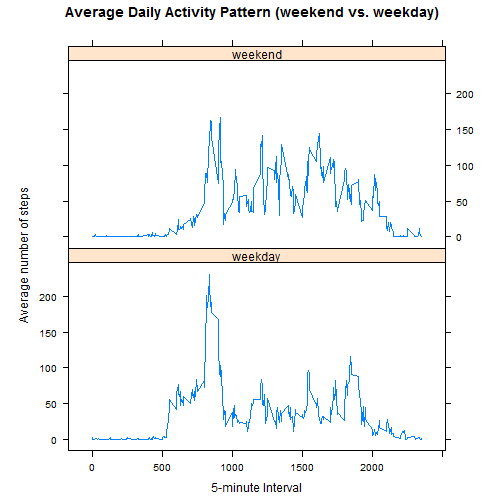 Average Daily Activity Pattern (weekend vs. weekday)
weekend
200
150
100
50
0
weekday
200
150
100
50
0
0 500 1000 1500 2000
Average number of steps
5-minute Interval